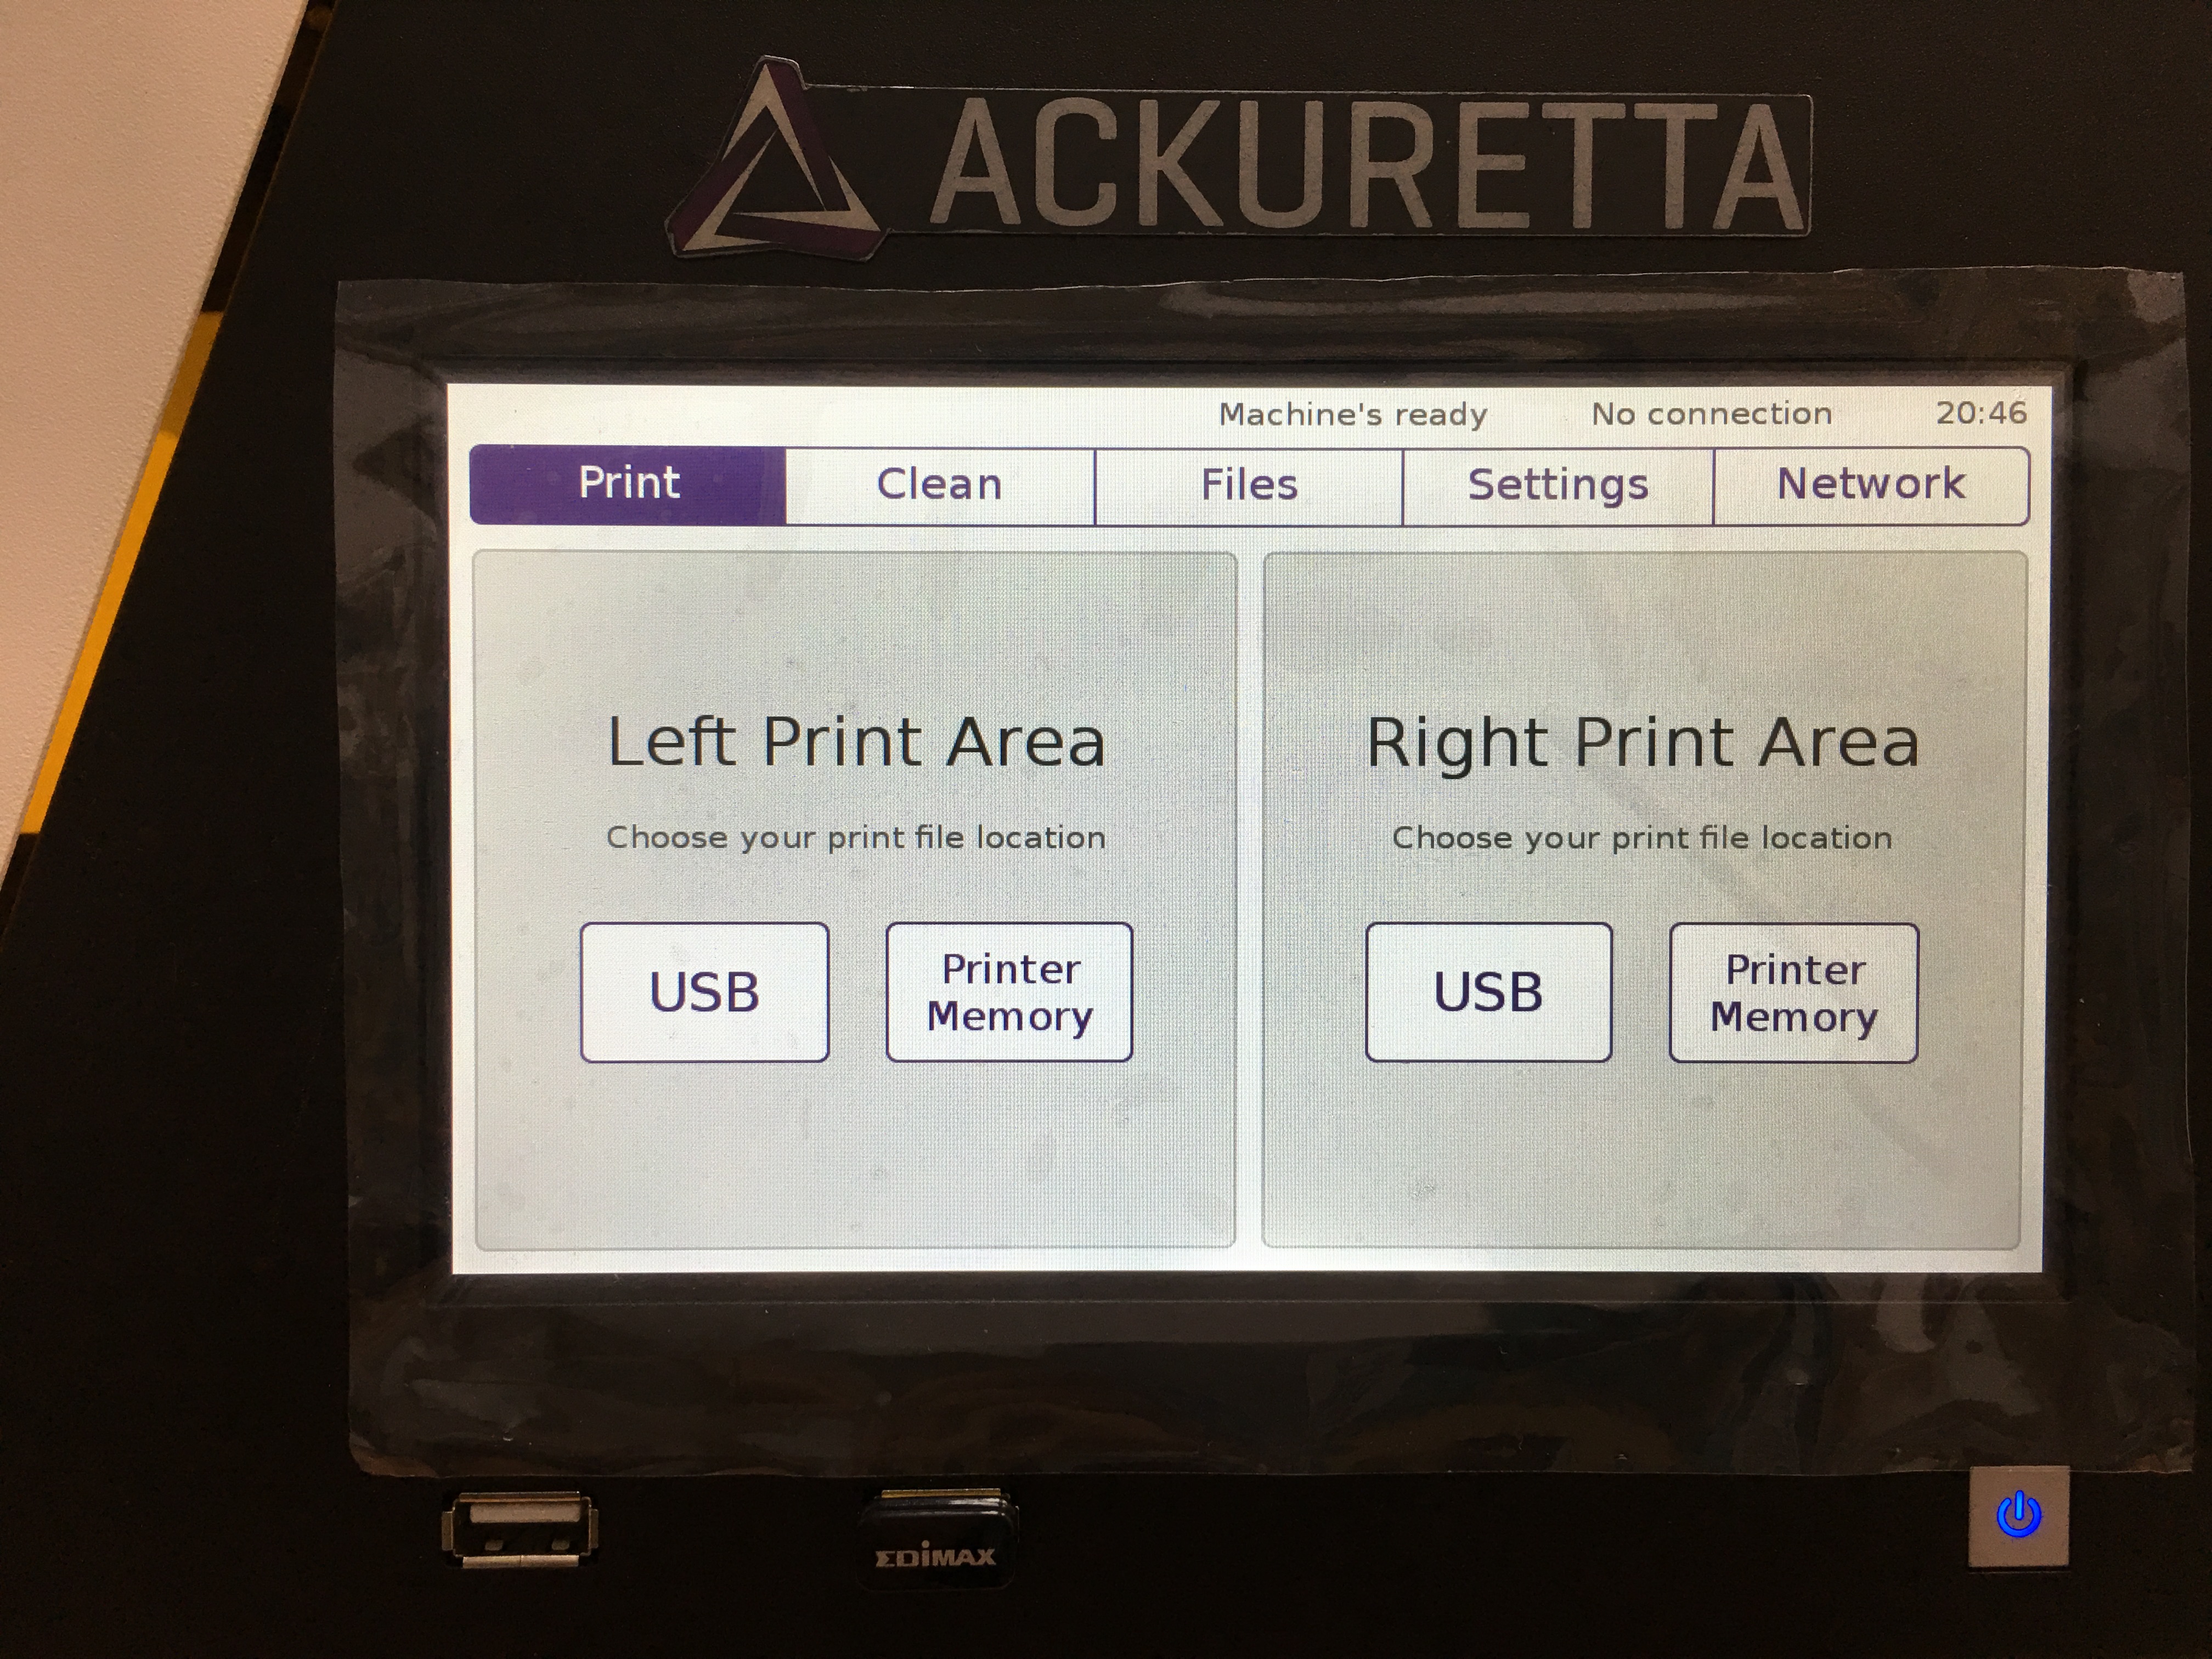 ACKURETTA
Machine's ready No connection 20:46
Print Clean Files Settings Network
Left Print Area
Choose your print file location
USB
Printer
Memory
Right Print Area
Choose your print file location
USB
Printer
Memory
EDiMAX